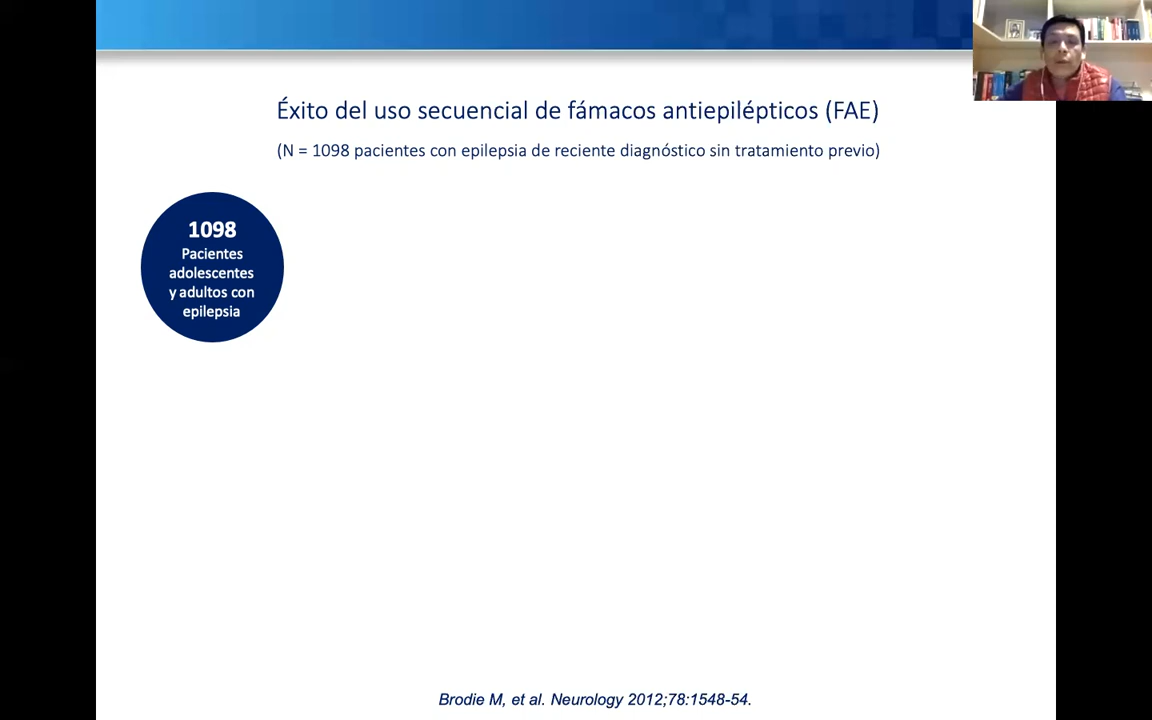 Éxito del uso secuencial de fámacos antiepilépticos (FAE)
(N = 1098 pacientes con epilepsia de reciente diagnóstico sin tratamiento previo)
1098
Pacientes
adolescentes
y adultos con
epilepsia
Brodie M, et al. Neurology 2012;78:1548-54.